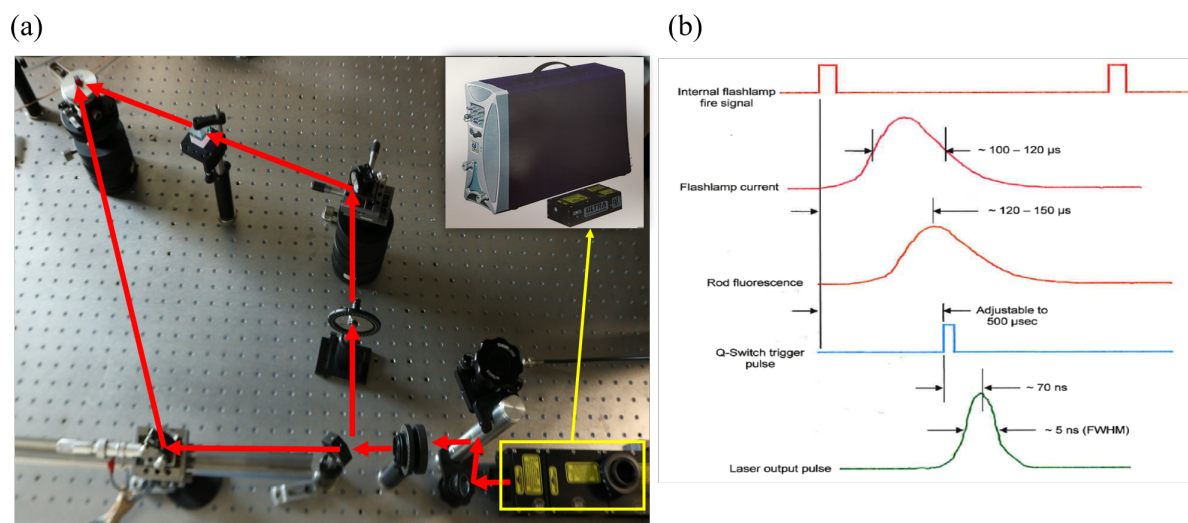 (a)
(b)
ULTRA
Internal flashlamp
fire signal
~ 100 – 120 µs
Flashlamp current
~ 120 – 150 µs
Rod fluorescence
Adjustable to
500 µsec
Q-Switch trigger
pulse
~ 70 ns
~ 5 ns (FWHM)
Laser output pulse